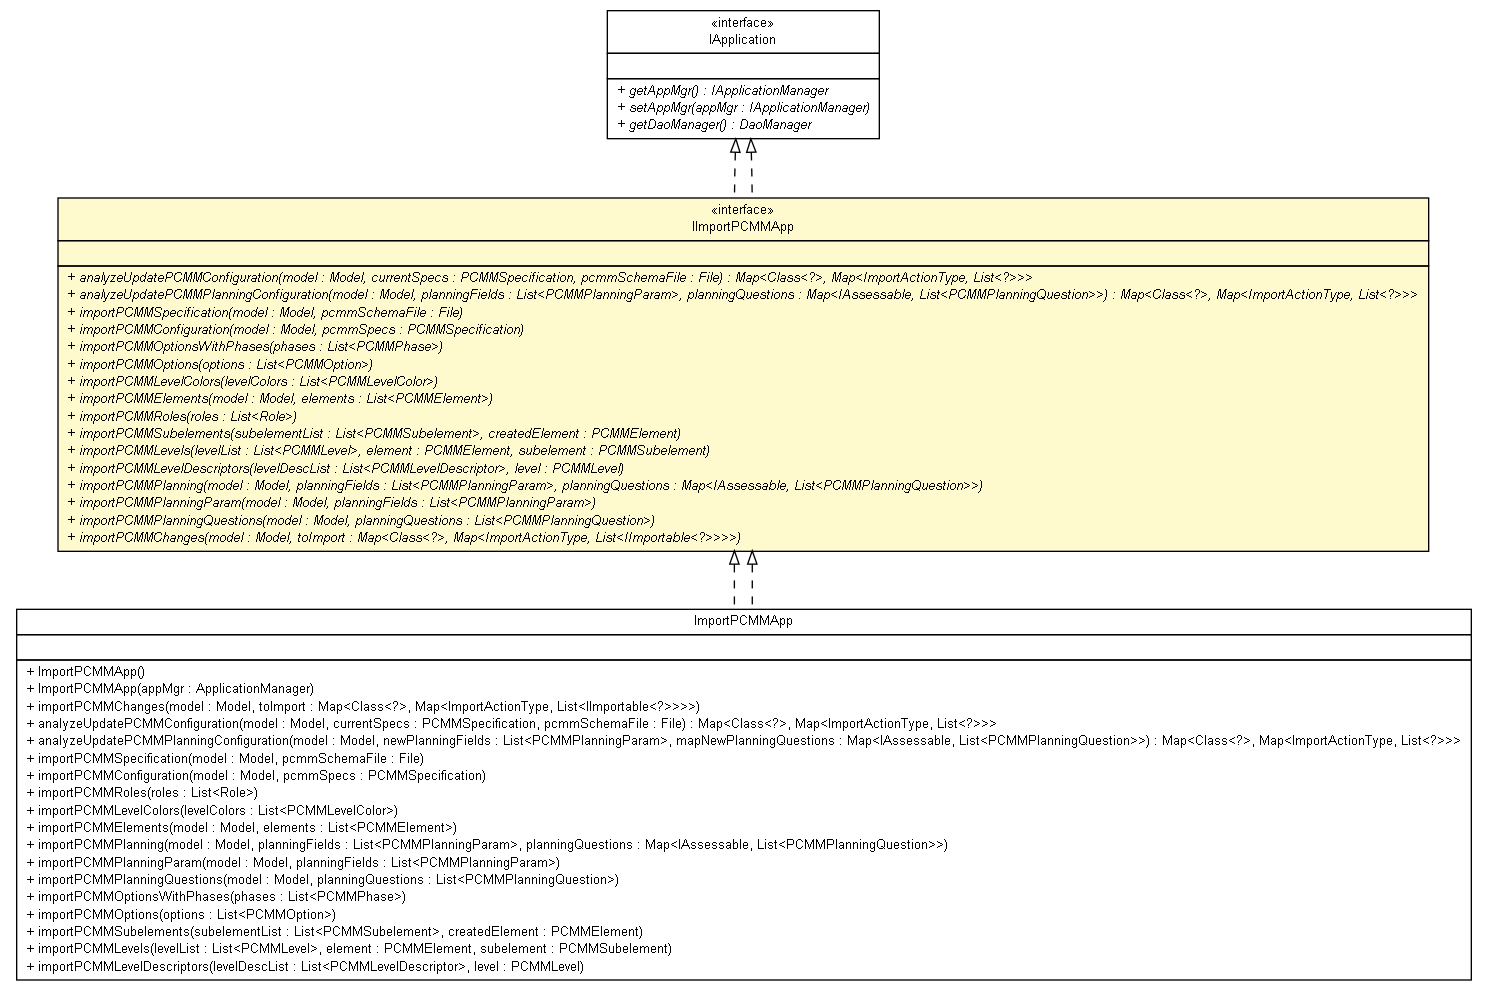 «interface»
IApplication
+ getAppMgr() : IApplicationManager
+ setAppMgr(appMgr : IApplicationManager)
+ getDaoManager() : DaoManager
«interface»
IImportPCMMApp
+ analyzeUpdatePCMMConfiguration(model : Model, currentSpecs : PCMMSpecification, pcmmSchemaFile : File) : Map<Class<?>, Map<ImportActionType, List<?>>>
+ analyzeUpdatePCMMPlanningConfiguration(model : Model, planningFields : List<PCMMPlanningParam>, planningQuestions : Map<IAssessable, List<PCMMPlanningQuestion>>) : Map<Class<?>, Map<ImportActionType, List<?>>>
+ importPCMMSpecification(model : Model, pcmmSchemaFile : File)
+ importPCMMConfiguration(model : Model, pcmmSpecs : PCMMSpecification)
+ importPCMMOptionsWithPhases(phases : List<PCMMPhase>)
+ importPCMMOptions(options : List<PCMMOption>)
+ importPCMMLevelColors(levelColors : List<PCMMLevelColor>)
+ importPCMMElements(model : Model, elements : List<PCMMElement>)
+ importPCMMRoles(roles : List<Role>)
+ importPCMMSubelements(subelementList : List<PCMMSubelement>, createdElement : PCMMElement)
+ importPCMMLevels(levelList : List<PCMMLevel>, element : PCMMElement, subelement : PCMMSubelement)
+ importPCMMLevelDescriptors(levelDescList : List<PCMMLevelDescriptor>, level : PCMMLevel)
+ importPCMMPlanning(model : Model, planningFields : List<PCMMPlanningParam>, planningQuestions : Map<IAssessable, List<PCMMPlanningQuestion>>)
+ importPCMMPlanningParam(model : Model, planningFields : List<PCMMPlanningParam>)
+ importPCMMPlanningQuestions(model : Model, planningQuestions : List<PCMMPlanningQuestion>)
+ importPCMMChanges(model : Model, toImport : Map<Class<?>, Map<ImportActionType, List<IImportable<?>>>>)
ImportPCMMApp
+ ImportPCMMApp()
+ ImportPCMMApp(appMgr : ApplicationManager)
+ importPCMMChanges(model : Model, toImport : Map<Class<?>, Map<ImportActionType, List<IImportable<?>>>>)
+ analyzeUpdatePCMMConfiguration(model : Model, currentSpecs : PCMMSpecification, pcmmSchemaFile : File) : Map<Class<?>, Map<ImportActionType, List<?>>>
+ analyzeUpdatePCMMPlanningConfiguration(model : Model, newPlanningFields : List<PCMMPlanningParam>, mapNewPlanningQuestions : Map<IAssessable, List<PCMMPlanningQuestion>>) : Map<Class<?>, Map<ImportActionType, List<?>>>
+ importPCMMSpecification(model : Model, pcmmSchemaFile : File)
+ importPCMMConfiguration(model : Model, pcmmSpecs : PCMMSpecification)
+ importPCMMRoles(roles : List<Role>)
+ importPCMMLevelColors(levelColors : List<PCMMLevelColor>)
+ importPCMMElements(model : Model, elements : List<PCMMElement>)
+ importPCMMPlanning(model : Model, planningFields : List<PCMMPlanningParam>, planningQuestions : Map<IAssessable, List<PCMMPlanningQuestion>>)
+ importPCMMPlanningParam(model : Model, planningFields : List<PCMMPlanningParam>)
+ importPCMMPlanningQuestions(model : Model, planningQuestions : List<PCMMPlanningQuestion>)
+ importPCMMOptionsWithPhases(phases : List<PCMMPhase>)
+ importPCMMOptions(options : List<PCMMOption>)
+ importPCMMSubelements(subelementList : List<PCMMSubelement>, createdElement : PCMMElement)
+ importPCMMLevels(levelList : List<PCMMLevel>, element : PCMMElement, subelement : PCMMSubelement)
+ importPCMMLevelDescriptors(levelDescList : List<PCMMLevelDescriptor>, level : PCMMLevel)